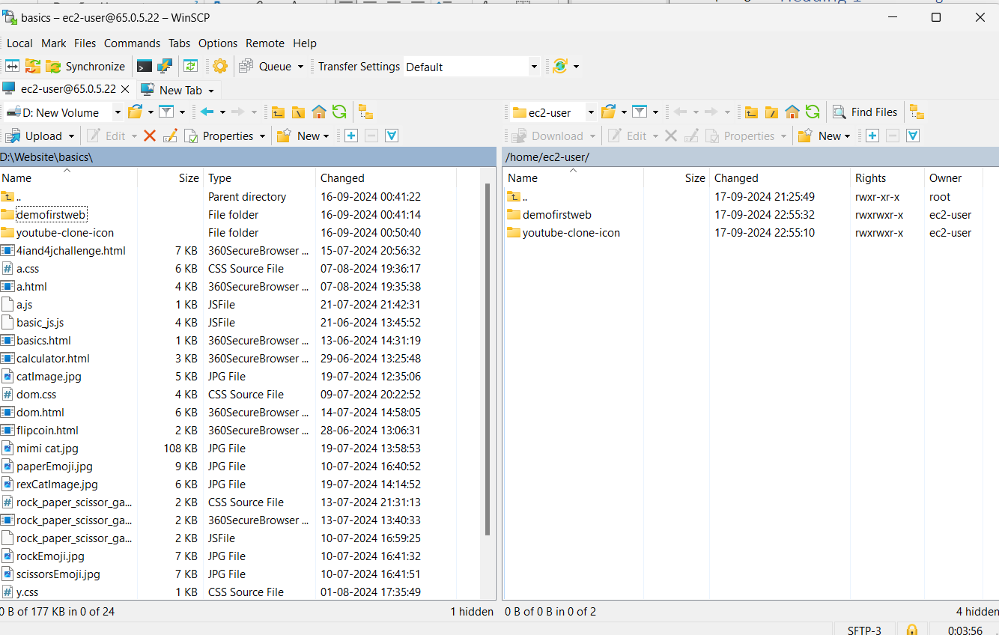 basics – ec2-user@65.0.5.22 – WinSCP
Local Mark Files Commands Tabs Options Remote Help
Synchronize Queue Transfer Settings Default
ec2-user@65.0.5.22 New Tab
D: New Volume ec2-user Find Files
Upload Edit Properties New Download Edit Properties New
D:\Website\basics\ /home/ec2-user/
Name Size Type Changed Name Size Changed Rights Owner
.. Parent directory 16-09-2024 00:41:22 .. 17-09-2024 21:25:49 rwxr-xr-x root
demofirstweb File folder 16-09-2024 00:41:14 demofirstweb 17-09-2024 22:55:32 rwxrwxr-x ec2-user
youtube-clone-icon File folder 16-09-2024 00:50:40 youtube-clone-icon 17-09-2024 22:55:10 rwxrwxr-x ec2-user
4iand4jchallenge.html 7 KB 360SecureBrowser ... 15-07-2024 20:56:32
a.css 6 KB CSS Source File 07-08-2024 19:36:17
a.html 4 KB 360SecureBrowser ... 07-08-2024 19:35:38
a.js 1 KB JSFile 21-07-2024 21:42:31
basic_js.js 4 KB JSFile 21-06-2024 13:45:52
basics.html 1 KB 360SecureBrowser ... 13-06-2024 14:31:19
calculator.html 3 KB 360SecureBrowser ... 29-06-2024 13:25:48
catImage.jpg 5 KB JPG File 19-07-2024 12:35:06
dom.css 4 KB CSS Source File 09-07-2024 20:22:52
dom.html 6 KB 360SecureBrowser ... 14-07-2024 14:58:05
flipcoin.html 2 KB 360SecureBrowser ... 28-06-2024 13:06:31
mimi cat.jpg 108 KB JPG File 19-07-2024 13:58:53
paperEmoji.jpg 9 KB JPG File 10-07-2024 16:40:52
rexCatImage.jpg 6 KB JPG File 19-07-2024 14:14:52
rock_paper_scissor_ga... 2 KB CSS Source File 13-07-2024 21:31:13
rock_paper_scissor_ga... 2 KB 360SecureBrowser ... 13-07-2024 13:40:33
rock_paper_scissor_ga... 2 KB JSFile 10-07-2024 16:59:25
rockEmoji.jpg 7 KB JPG File 10-07-2024 16:41:32
scissorsEmoji.jpg 7 KB JPG File 10-07-2024 16:41:51
y.css 1 KB CSS Source File 01-08-2024 17:35:49
0 B of 177 KB in 0 of 24 1 hidden 0 B of 0 B in 0 of 2 4 hidden
SFTP-3 0:03:56